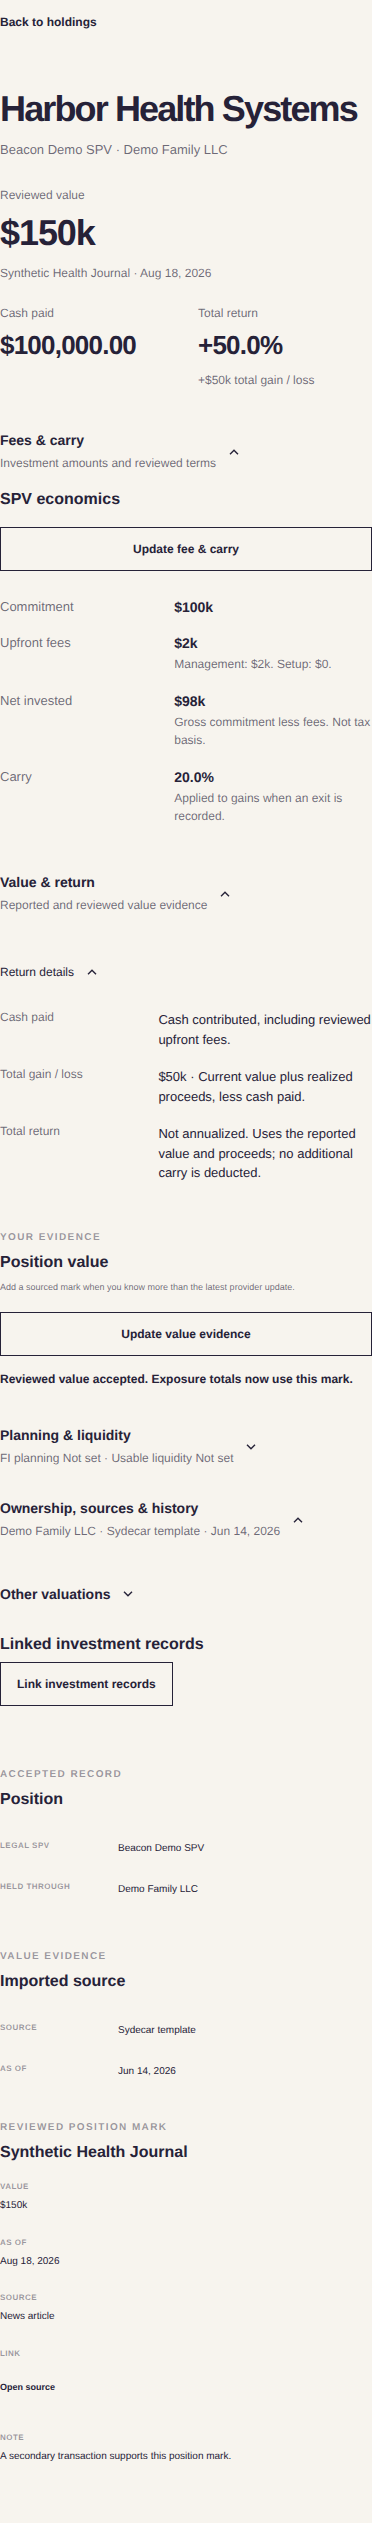 Back to holdings
Harbor Health Systems
Beacon Demo SPV · Demo Family LLC
Reviewed value
$150k
Synthetic Health Journal · Aug 18, 2026
Cash paid
$100,000.00
Total return
+50.0%
+$50k total gain / loss
Fees & carry
Investment amounts and reviewed terms
SPV economics
Update fee & carry
Commitment
$100k
Upfront fees
$2k
Management: $2k. Setup: $0.
Net invested
$98k
Gross commitment less fees. Not tax
basis.
Carry
20.0%
Applied to gains when an exit is
recorded.
Value & return
Reported and reviewed value evidence
Return details
Cash paid
Cash contributed, including reviewed
upfront fees.
Total gain / loss
$50k · Current value plus realized
proceeds, less cash paid.
Total return
Not annualized. Uses the reported
value and proceeds; no additional
carry is deducted.
YOUR EVIDENCE
Position value
Add a sourced mark when you know more than the latest provider update.
Update value evidence
Reviewed value accepted. Exposure totals now use this mark.
Planning & liquidity
FI planning Not set · Usable liquidity Not set
Ownership, sources & history
Demo Family LLC · Sydecar template · Jun 14, 2026
Other valuations
Linked investment records
Link investment records
ACCEPTED RECORD
Position
LEGAL SPV
Beacon Demo SPV
HELD THROUGH
Demo Family LLC
VALUE EVIDENCE
Imported source
SOURCE
Sydecar template
AS OF
Jun 14, 2026
REVIEWED POSITION MARK
Synthetic Health Journal
VALUE
$150k
AS OF
Aug 18, 2026
SOURCE
News article
LINK
Open source
NOTE
A secondary transaction supports this position mark.